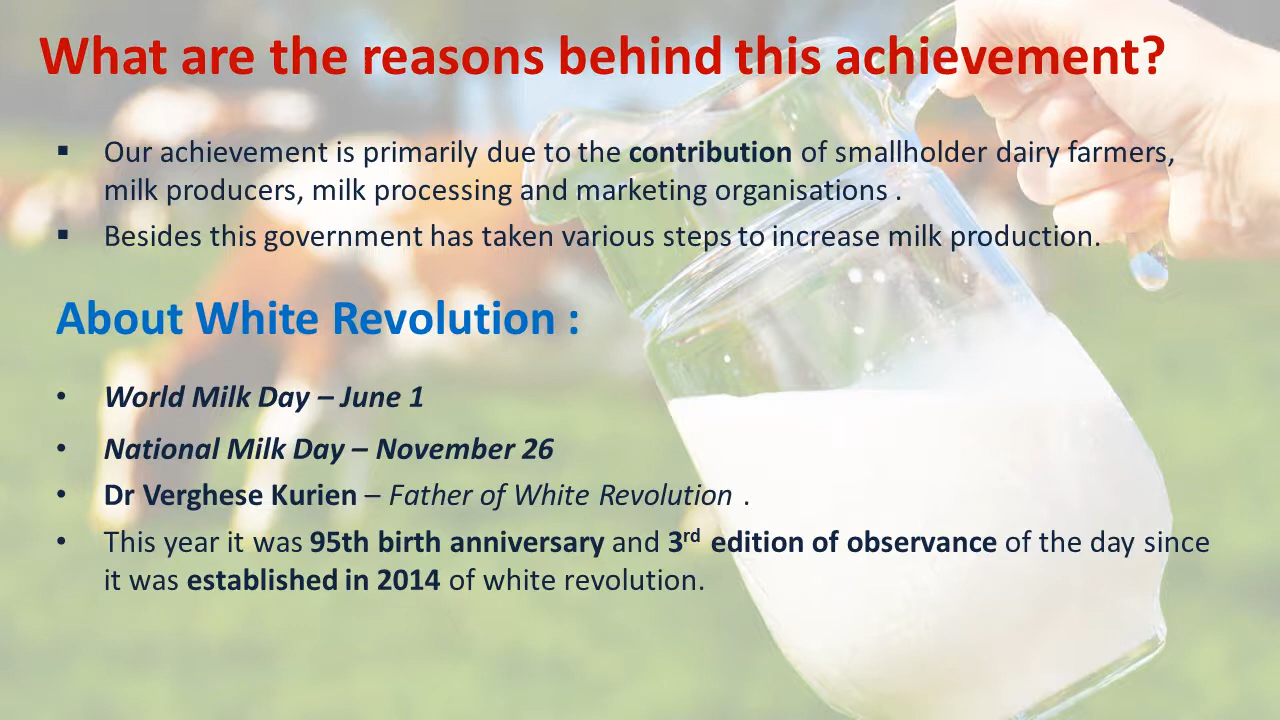 What are the reasons behind this achievement?
▪ Our achievement is primarily due to the contribution of smallholder dairy farmers,
milk producers, milk processing and marketing organisations .
▪ Besides this government has taken various steps to increase milk production.
About White Revolution :
• World Milk Day – June 1
• National Milk Day – November 26
• Dr Verghese Kurien – Father of White Revolution .
• This year it was 95th birth anniversary and 3rd edition of observance of the day since
it was established in 2014 of white revolution.